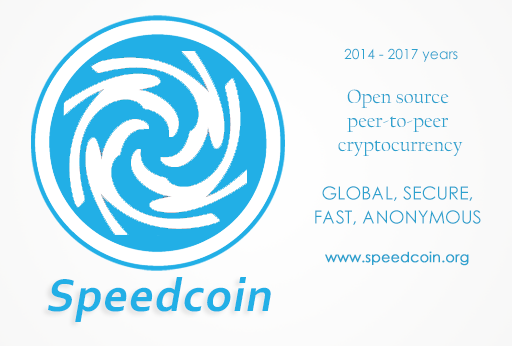 2014 - 2017 years
Open source
peer-to-peer
cryptocurrency
GLOBAL, SECURE,
FAST, ANONYMOUS
www.speedcoin.org
Speedcoin